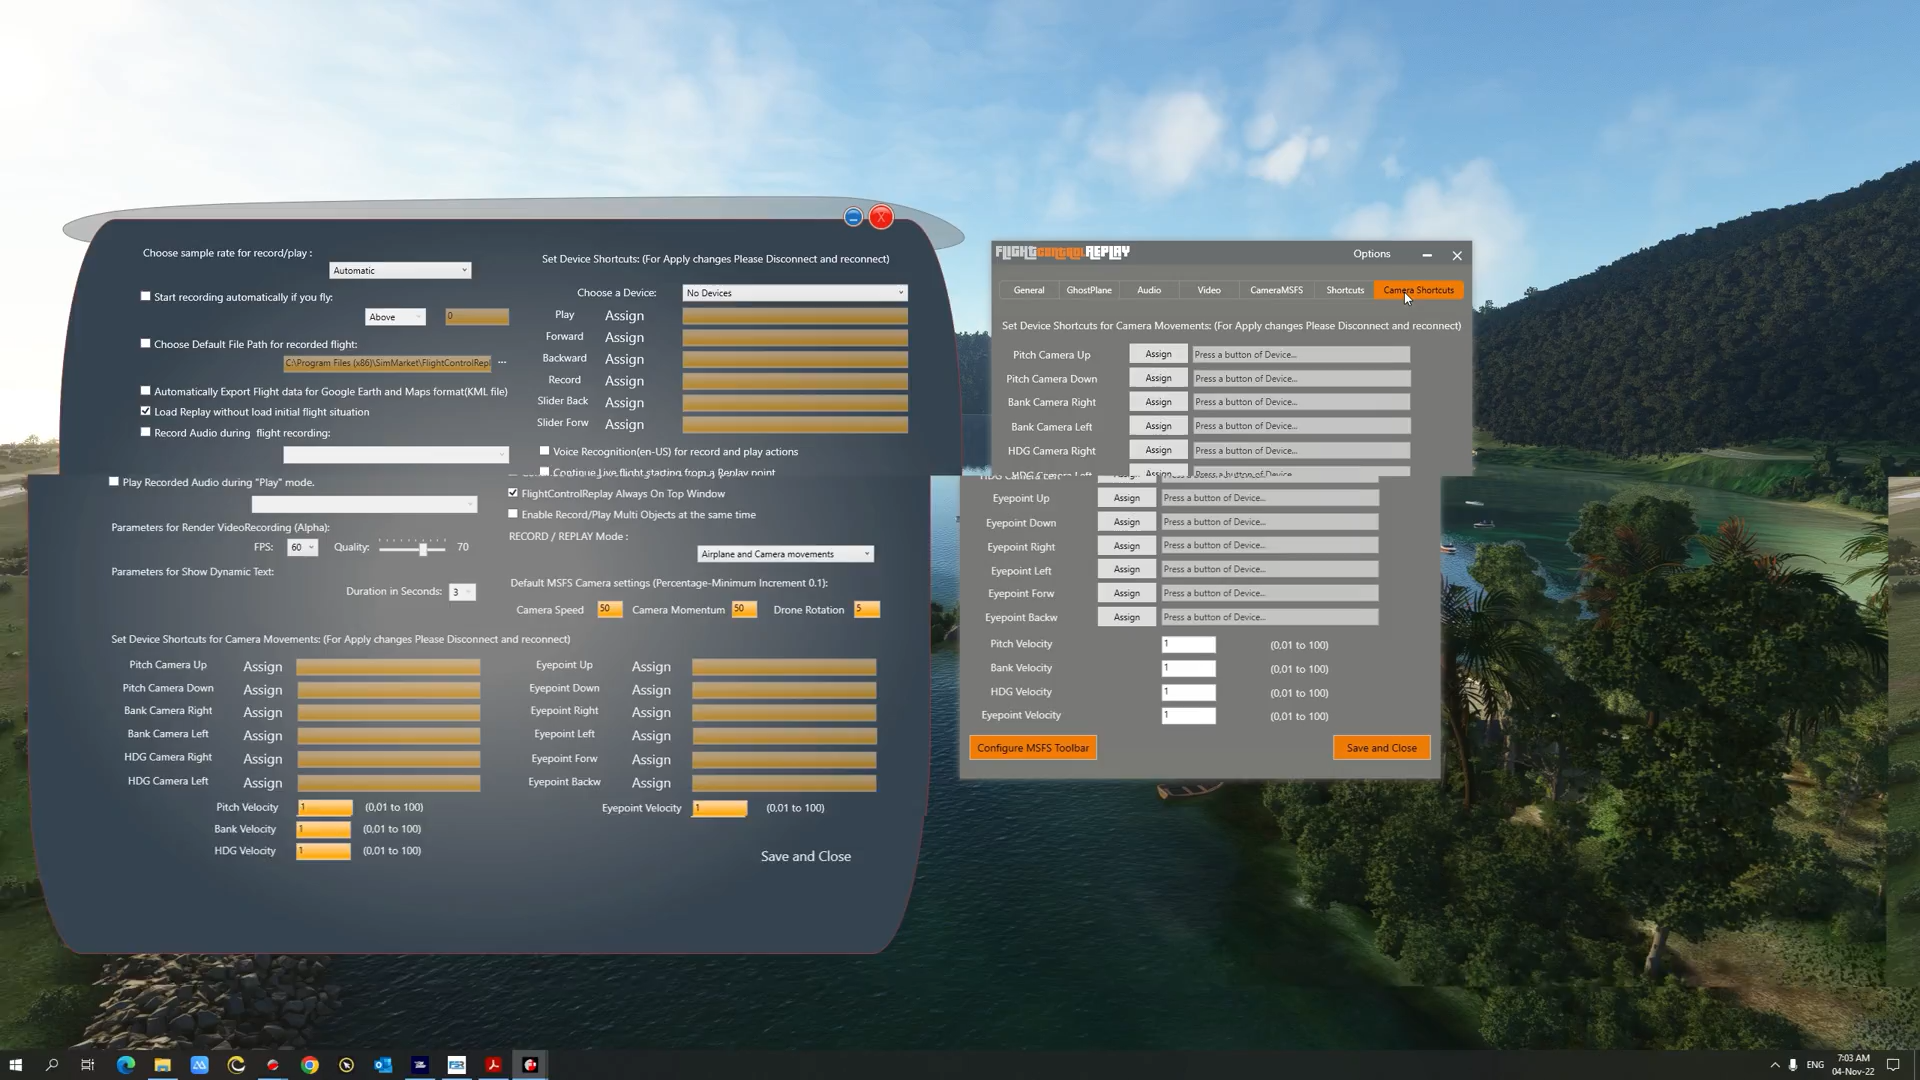 Choose sample rate for record/play :
Automatic
Start recording automatically if you fly:
Above 0
Choose Default File Path for recorded flight:
C:\Program Files (x86)\SimMarket\FlightControlRepl ...
Automatically Export Flight data for Google Earth and Maps format(KML file)
Load Replay without load initial flight situation
Record Audio during flight recording:
Play Recorded Audio during "Play" mode.
Parameters for Render VideoRecording (Alpha):
FPS: 60 Quality: 70
Parameters for Show Dynamic Text:
Duration in Seconds: 3
X
Set Device Shortcuts: (For Apply changes Please Disconnect and reconnect)
Choose a Device: No Devices
Play Assign
Forward Assign
Backward Assign
Record Assign
Slider Back Assign
Slider Forw Assign
Voice Recognition(en-US) for record and play actions
Continue Live flight starting from a Replay point
FlightControlReplay Always On Top Window
Enable Record/Play Multi Objects at the same time
RECORD / REPLAY Mode :
Airplane and Camera movements
Default MSFS Camera settings (Percentage-Minimum Increment 0.1):
Camera Speed 50 Camera Momentum 50 Drone Rotation 5
Set Device Shortcuts for Camera Movements: (For Apply changes Please Disconnect and reconnect)
Pitch Camera Up Assign Eyepoint Up Assign
Pitch Camera Down Assign Eyepoint Down Assign
Bank Camera Right Assign Eyepoint Right Assign
Bank Camera Left Assign Eyepoint Left Assign
HDG Camera Right Assign Eyepoint Forw Assign
HDG Camera Left Assign Eyepoint Backw Assign
Pitch Velocity 1 (0,01 to 100) Eyepoint Velocity 1 (0,01 to 100)
Bank Velocity 1 (0,01 to 100)
HDG Velocity 1 (0,01 to 100)
Save and Close
FLIGHTCONTROLREPLAY Options
General GhostPlane Audio Video CameraMSFS Shortcuts Camera Shortcuts
Set Device Shortcuts for Camera Movements: (For Apply changes Please Disconnect and reconnect)
Pitch Camera Up Assign Press a button of Device...
Pitch Camera Down Assign Press a button of Device...
Bank Camera Right Assign Press a button of Device...
Bank Camera Left Assign Press a button of Device...
HDG Camera Right Assign Press a button of Device...
HDG Camera Left Assign Press a button of Device...
Eyepoint Up Assign Press a button of Device...
Eyepoint Down Assign Press a button of Device...
Eyepoint Right Assign Press a button of Device...
Eyepoint Left Assign Press a button of Device...
Eyepoint Forw Assign Press a button of Device...
Eyepoint Backw Assign Press a button of Device...
Pitch Velocity 1 (0,01 to 100)
Bank Velocity 1 (0,01 to 100)
HDG Velocity 1 (0,01 to 100)
Eyepoint Velocity 1 (0,01 to 100)
Configure MSFS Toolbar Save and Close
ENG 7:03 AM
04-Nov-22